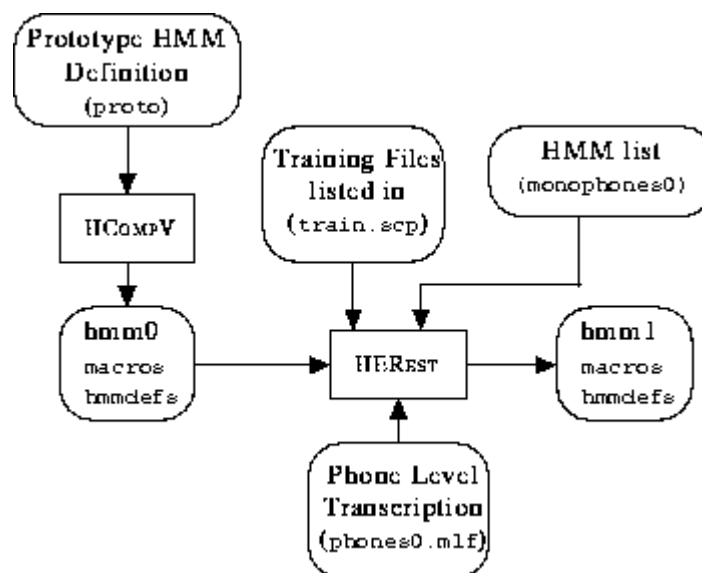 Prototype HMM
Definition
(proto)
HCOMPV
Training Files
listed in
(train.scp)
HMM list
(monophones0)
hmm0
macros
hmmdefs
HEREST
hmm1
macros
hmmdefs
Phone Level
Transcription
(phones0.mlf)